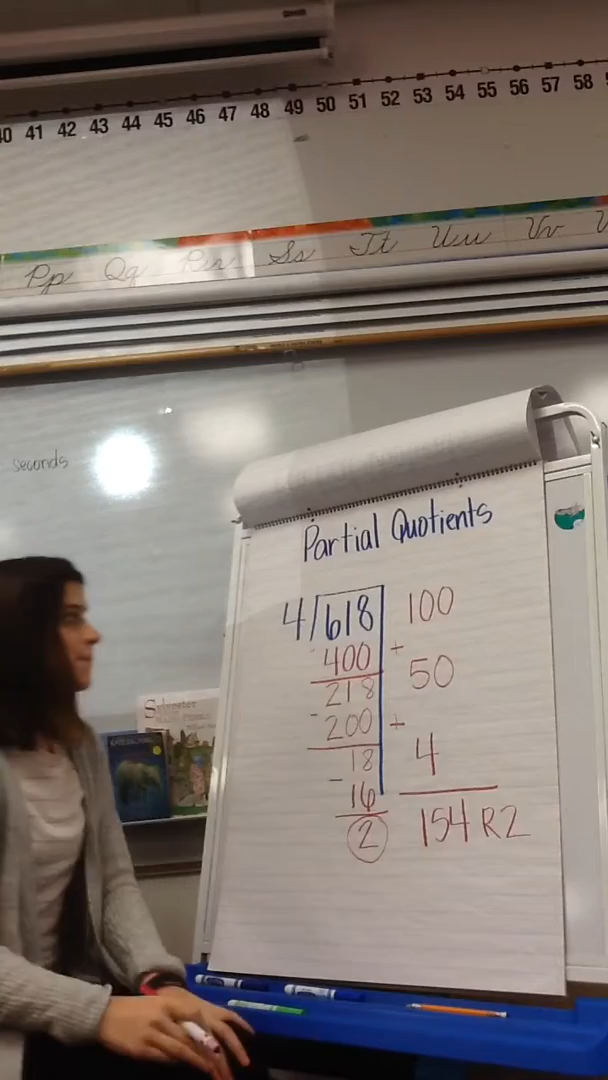 40 41 42 43 44 45 46 47 48 49 50 51 52 53 54 55 56 57 58
Pp Qq Rr Ss Tt Uu Vv
seconds
Partial Quotients
4)618 100
-400 +
218 50
-200 +
18 4
-16
2 154 R2
Sylvester